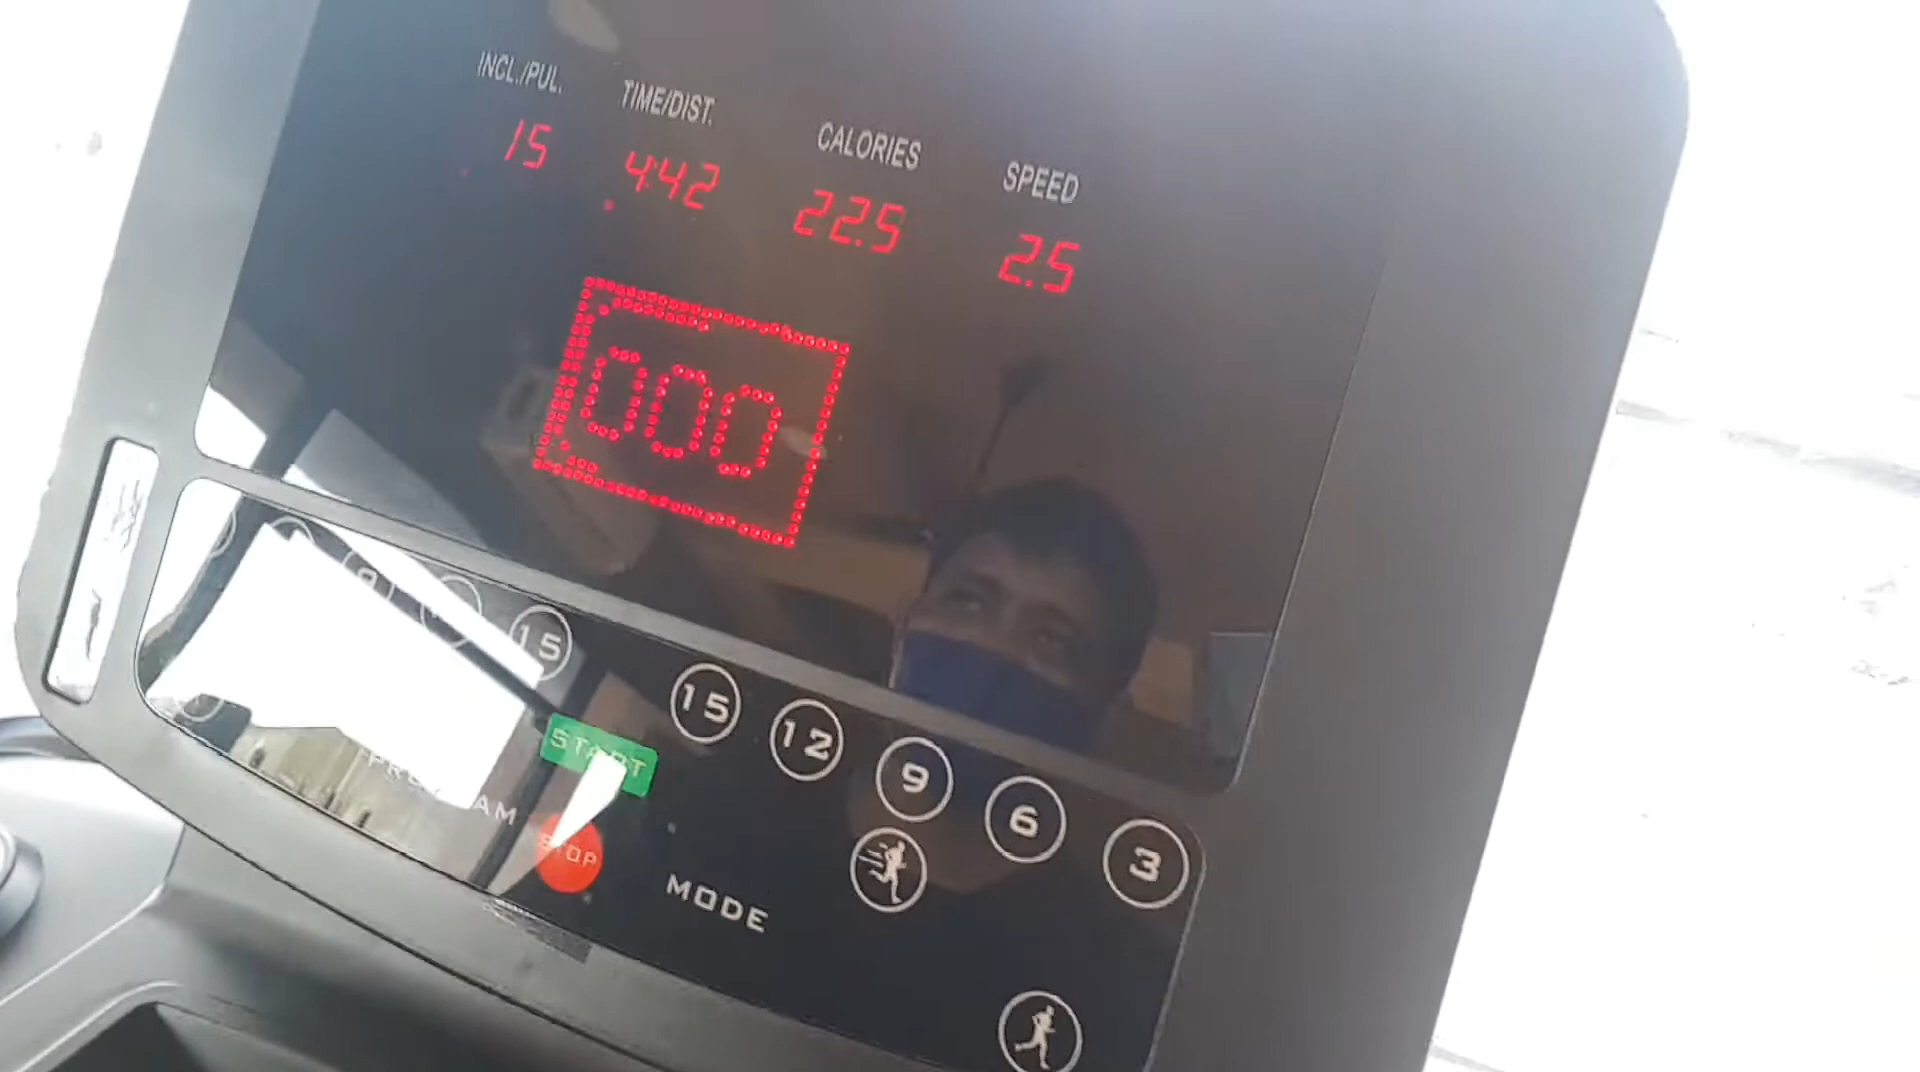 INCL./PUL. TIME/DIST. CALORIES SPEED
15 4:42 22.5 2.5
000
15
15 12 9 6 3
START
STOP
PROGRAM
MODE